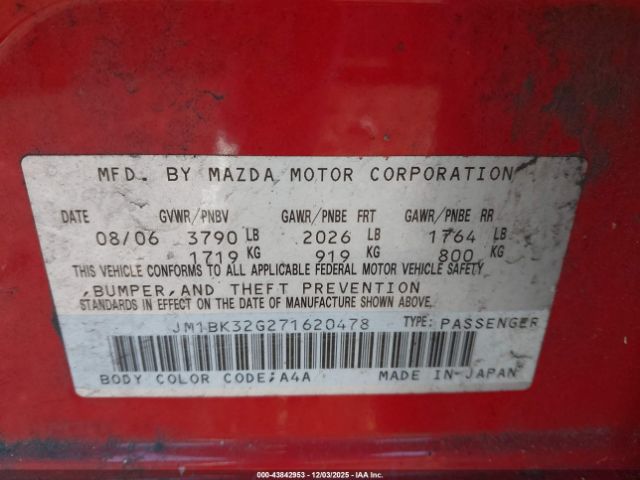 MFD. BY MAZDA MOTOR CORPORATION
DATE GVWR/PNBV GAWR/PNBE FRT GAWR/PNBE RR
08/06 3790 LB 2026 LB 1764 LB
1719 KG 919 KG 800 KG
THIS VEHICLE CONFORMS TO ALL APPLICABLE FEDERAL MOTOR VEHICLE SAFETY
,BUMPER,AND THEFT PREVENTION
STANDARDS IN EFFECT ON THE DATE OF MANUFACTURE SHOWN ABOVE.
JM1BK32G271620478 TYPE: PASSENGER
BODY COLOR CODE;A4A MADE IN JAPAN
000-43842953 - 12/03/2025 - IAA Inc.